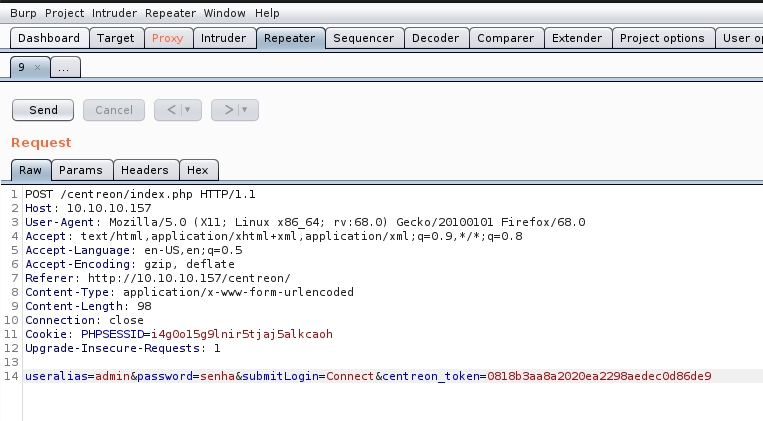 Burp Project Intruder Repeater Window Help
Dashboard Target Proxy Intruder Repeater Sequencer Decoder Comparer Extender Project options User op
9 × ...
Send Cancel < ▾ > ▾
Request
Raw Params Headers Hex
1 POST /centreon/index.php HTTP/1.1
2 Host: 10.10.10.157
3 User-Agent: Mozilla/5.0 (X11; Linux x86_64; rv:68.0) Gecko/20100101 Firefox/68.0
4 Accept: text/html,application/xhtml+xml,application/xml;q=0.9,*/*;q=0.8
5 Accept-Language: en-US,en;q=0.5
6 Accept-Encoding: gzip, deflate
7 Referer: http://10.10.10.157/centreon/
8 Content-Type: application/x-www-form-urlencoded
9 Content-Length: 98
10 Connection: close
11 Cookie: PHPSESSID=i4g0o15g9lnir5tjaj5alkcaoh
12 Upgrade-Insecure-Requests: 1
13
14 useralias=admin&password=senha&submitLogin=Connect&centreon_token=0818b3aa8a2020ea2298aedec0d86de9